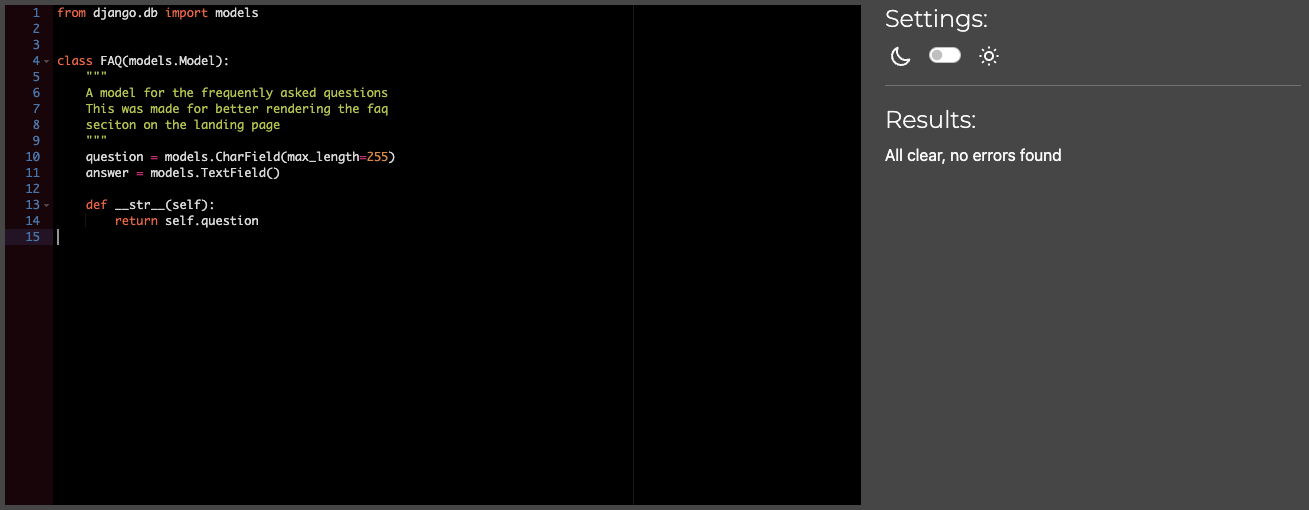 1 from django.db import models
2
3
4 class FAQ(models.Model):
5     """
6     A model for the frequently asked questions
7     This was made for better rendering the faq
8     seciton on the landing page
9     """
10     question = models.CharField(max_length=255)
11     answer = models.TextField()
12
13     def __str__(self):
14         return self.question
15
Settings:
Results:
All clear, no errors found